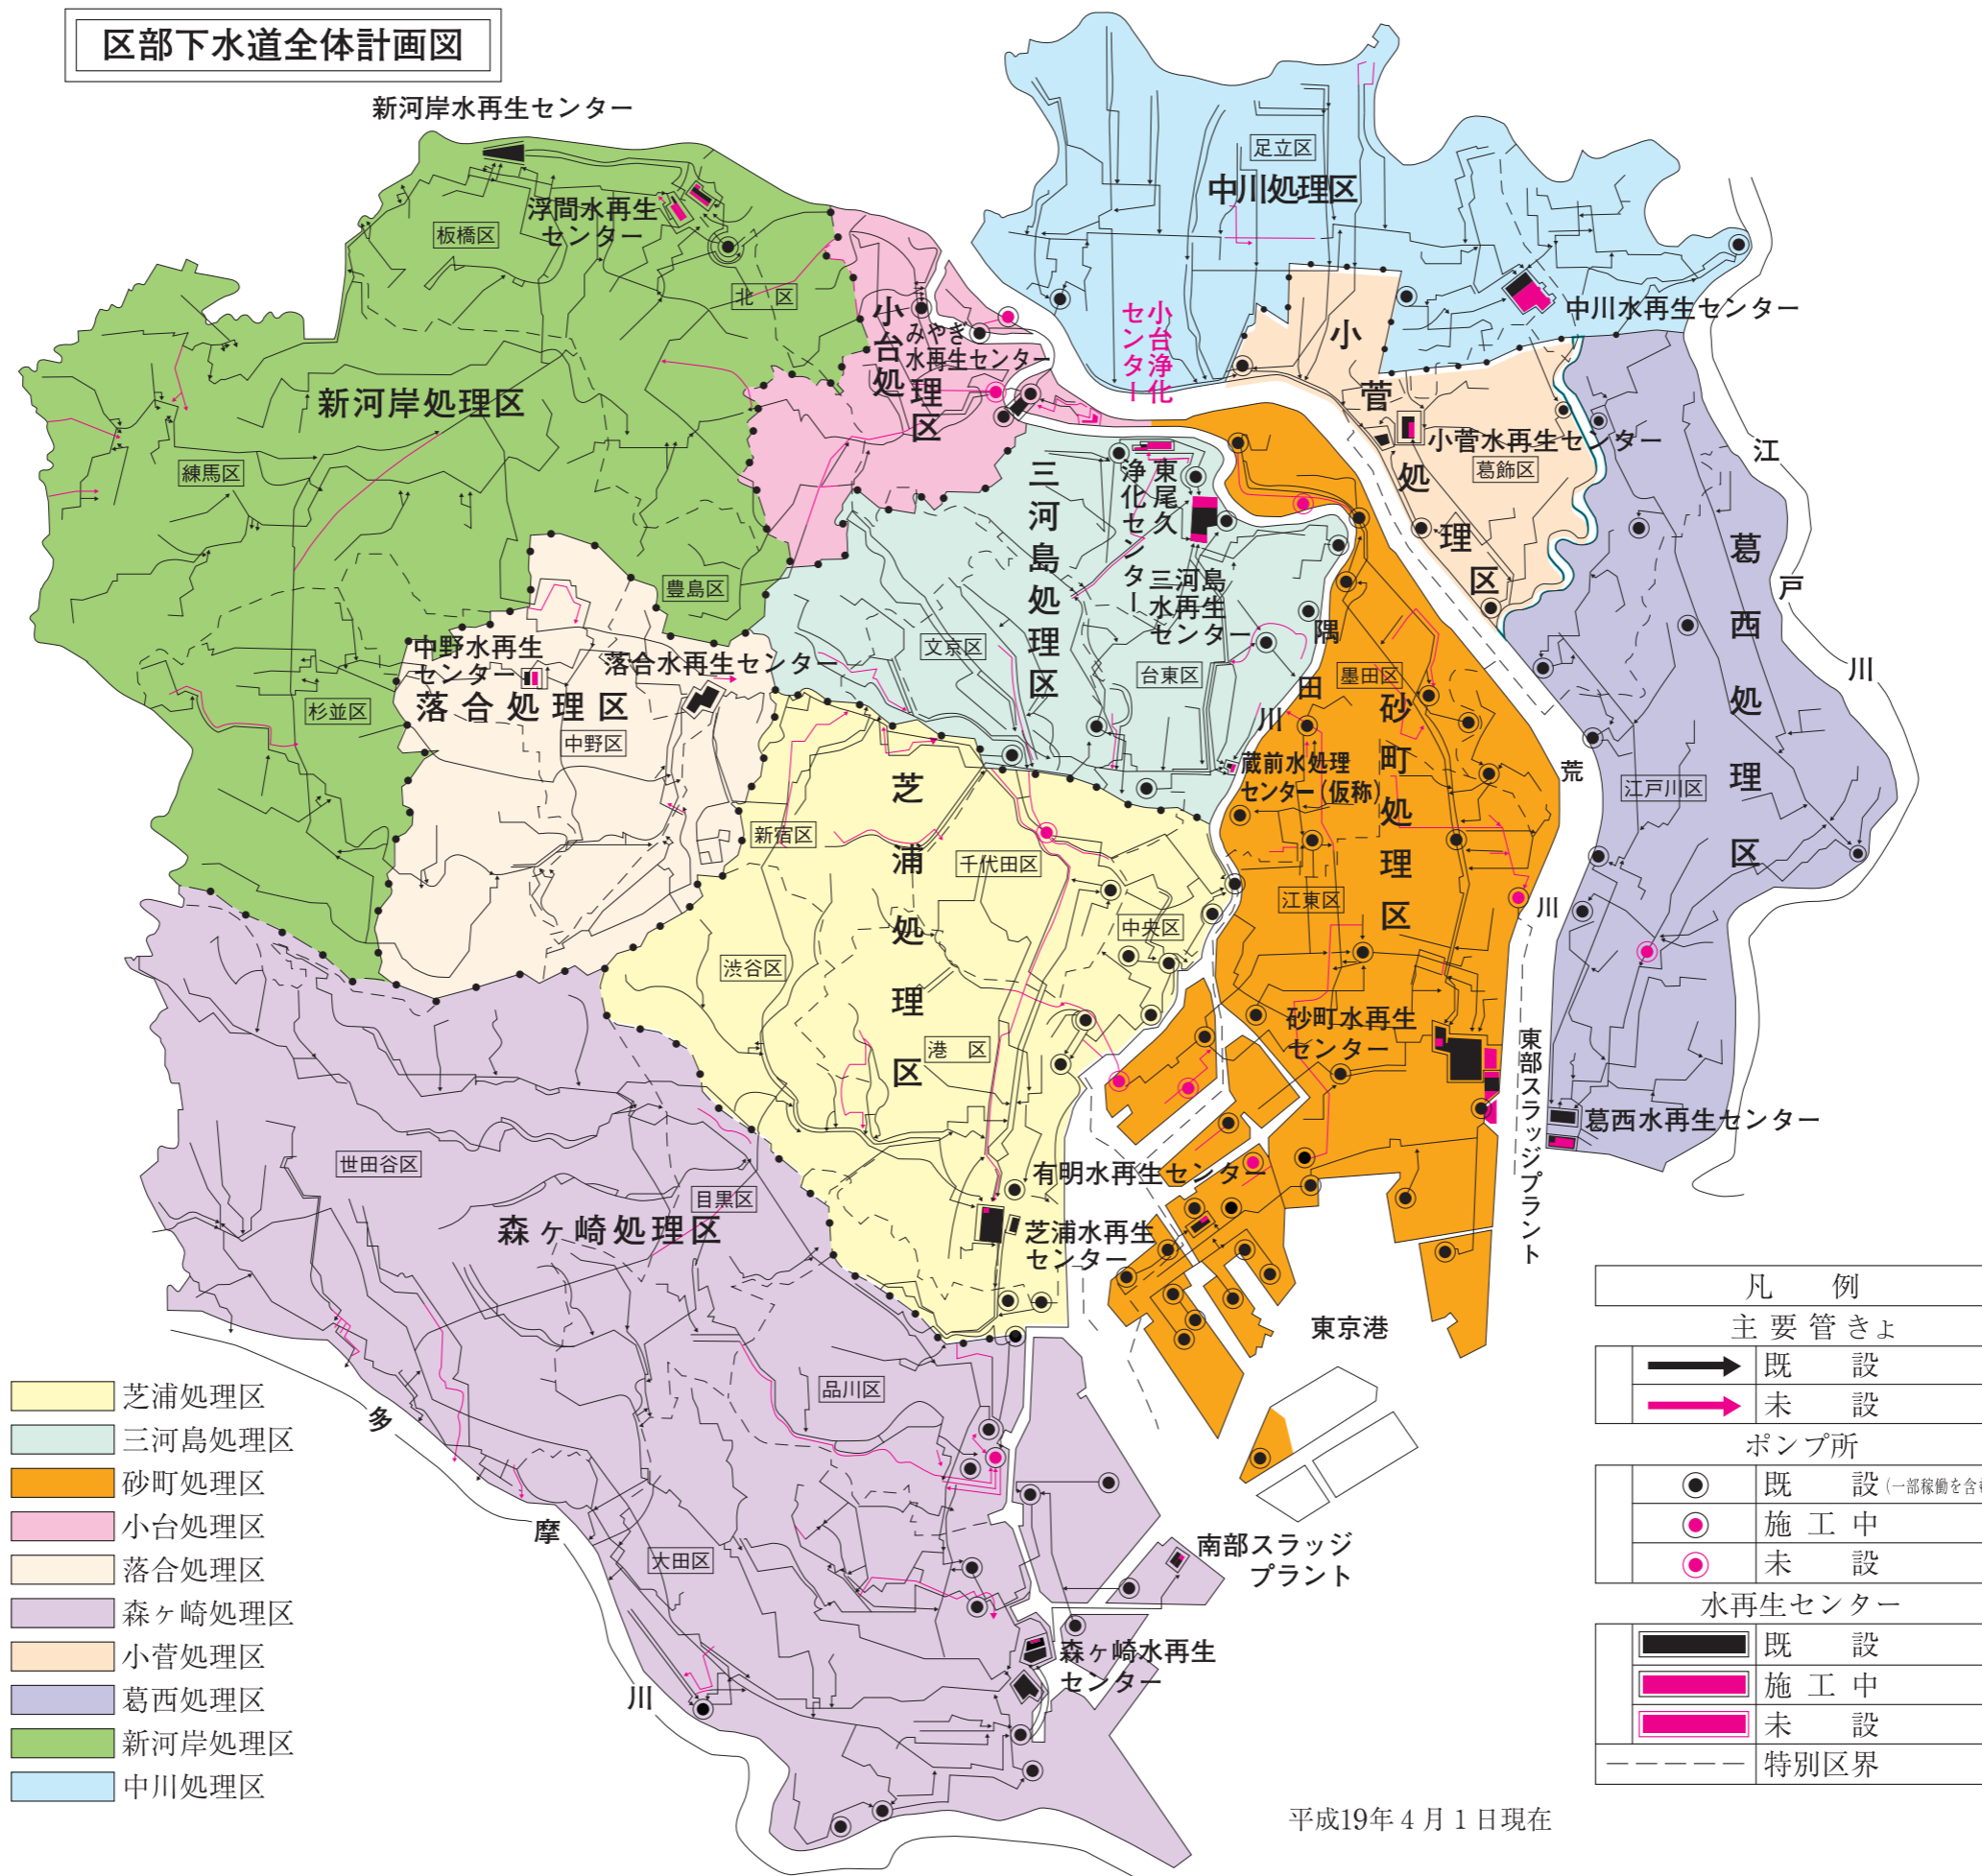 区部下水道全体計画図
新河岸水再生センター
浮間水再生
センター
板橋区
北　区
足立区
中川処理区
中川水再生センター
小台処理区
みやぎ
水再生センター
小台浄化
センター
新河岸処理区
練馬区
豊島区
杉並区
小菅処理区
小菅水再生センター
葛飾区
江戸川
三河島処理区
東尾久
浄化センター
三河島
水再生
センター
文京区
台東区
隅田川
中野水再生
センター
落合水再生センター
落合処理区
中野区
墨田区
砂町処理区
蔵前水処理
センター(仮称)
荒川
葛西処理区
江戸川区
新宿区
芝浦処理区
千代田区
中央区
江東区
渋谷区
港　区
砂町水再生
センター
東部スラッジプラント
葛西水再生センター
世田谷区
目黒区
森ヶ崎処理区
有明水再生センター
芝浦水再生
センター
東京港
品川区
多摩川
大田区
南部スラッジ
プラント
森ヶ崎水再生
センター
芝浦処理区
三河島処理区
砂町処理区
小台処理区
落合処理区
森ヶ崎処理区
小菅処理区
葛西処理区
新河岸処理区
中川処理区
凡　例
主要管きょ
既　設
未　設
ポンプ所
既　設(一部稼働を含
施工中
未　設
水再生センター
既　設
施工中
未　設
特別区界
平成19年4月1日現在